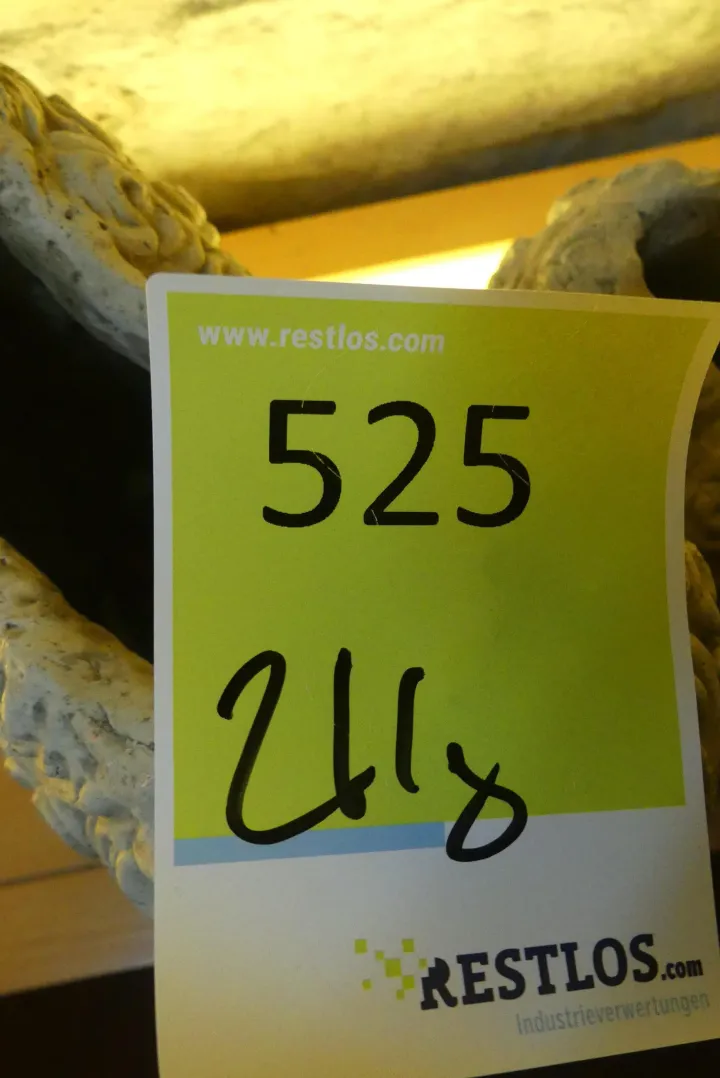 www.restlos.com
525
RESTLOS.com
Industrieverwertungen